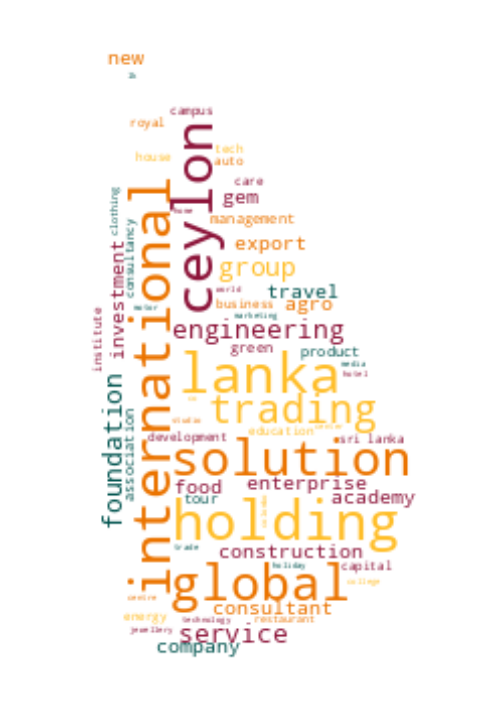 new
campus
royal
tech
house
auto
care
gem
home
clothing
ceylon
management
consultancy
export
investment
group
international
world
travel
business
agro
motor
marketing
institute
engineering
green
product
media
lanka
hotel
foundation
trading
studio
association
education
development
sri lanka
solution
food
enterprise
tour
academy
holding
trade
construction
holiday
capital
global
college
centre
consultant
energy
technology
restaurant
jewellery
service
company